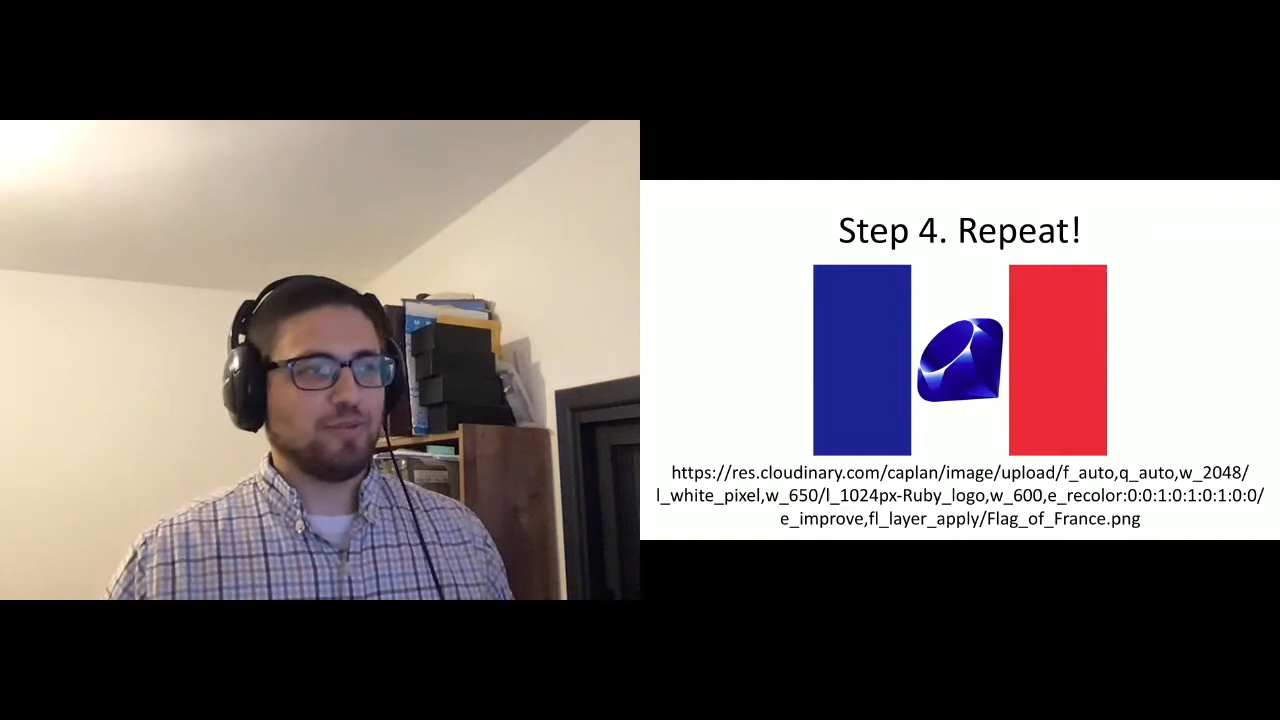 Step 4. Repeat!
https://res.cloudinary.com/caplan/image/upload/f_auto,q_auto,w_2048/
l_white_pixel,w_650/l_1024px-Ruby_logo,w_600,e_recolor:0:0:1:0:1:0:1:0:0/
e_improve,fl_layer_apply/Flag_of_France.png